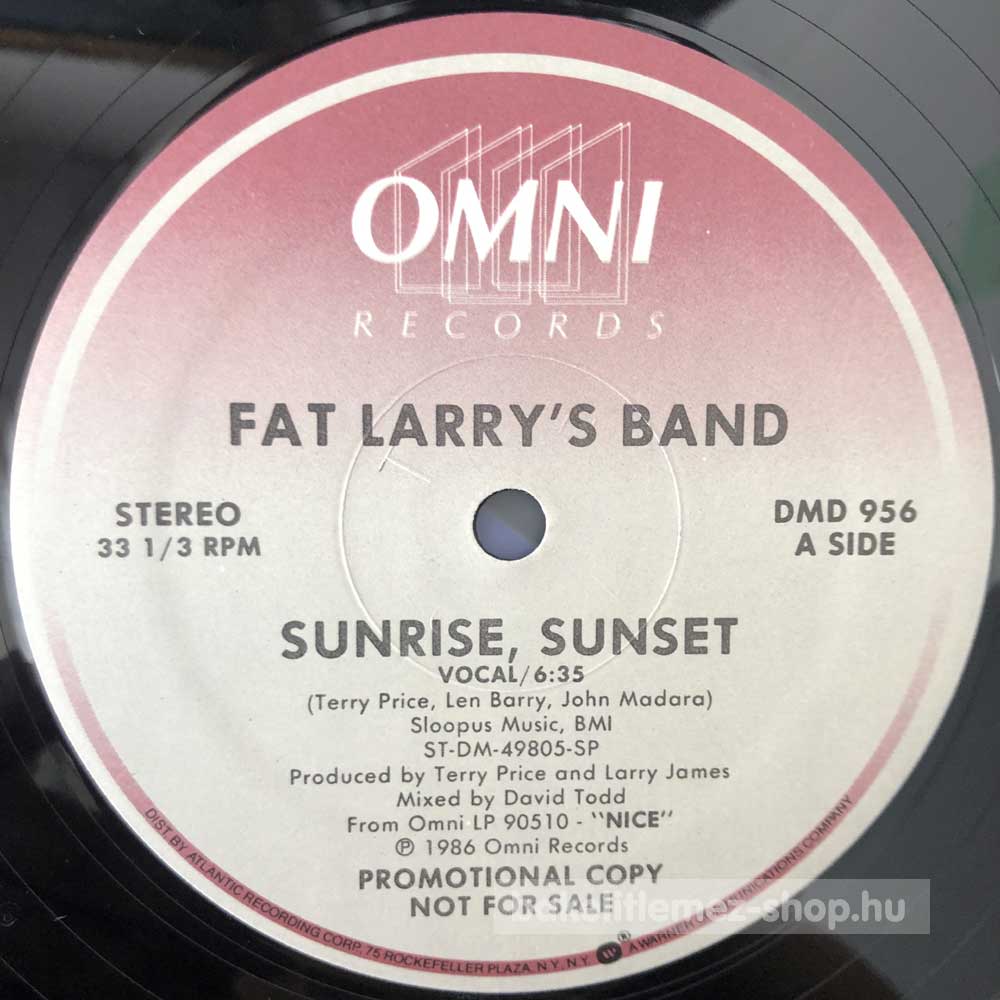 OMNI
RECORDS
FAT LARRY'S BAND
STEREO
33 1/3 RPM
DMD 956
A SIDE
SUNRISE, SUNSET
VOCAL/6:35
(Terry Price, Len Barry, John Madara)
Sloopus Music, BMI
ST-DM-49805-SP
Produced by Terry Price and Larry James
Mixed by David Todd
From Omni LP 90510 - "NICE"
℗ 1986 Omni Records
PROMOTIONAL COPY
NOT FOR SALE
bakelitlemez-shop.hu
DIST. BY ATLANTIC RECORDING CORP. 75 ROCKEFELLER PLAZA, N.Y., N.Y. ® A WARNER COMMUNICATIONS COMPANY